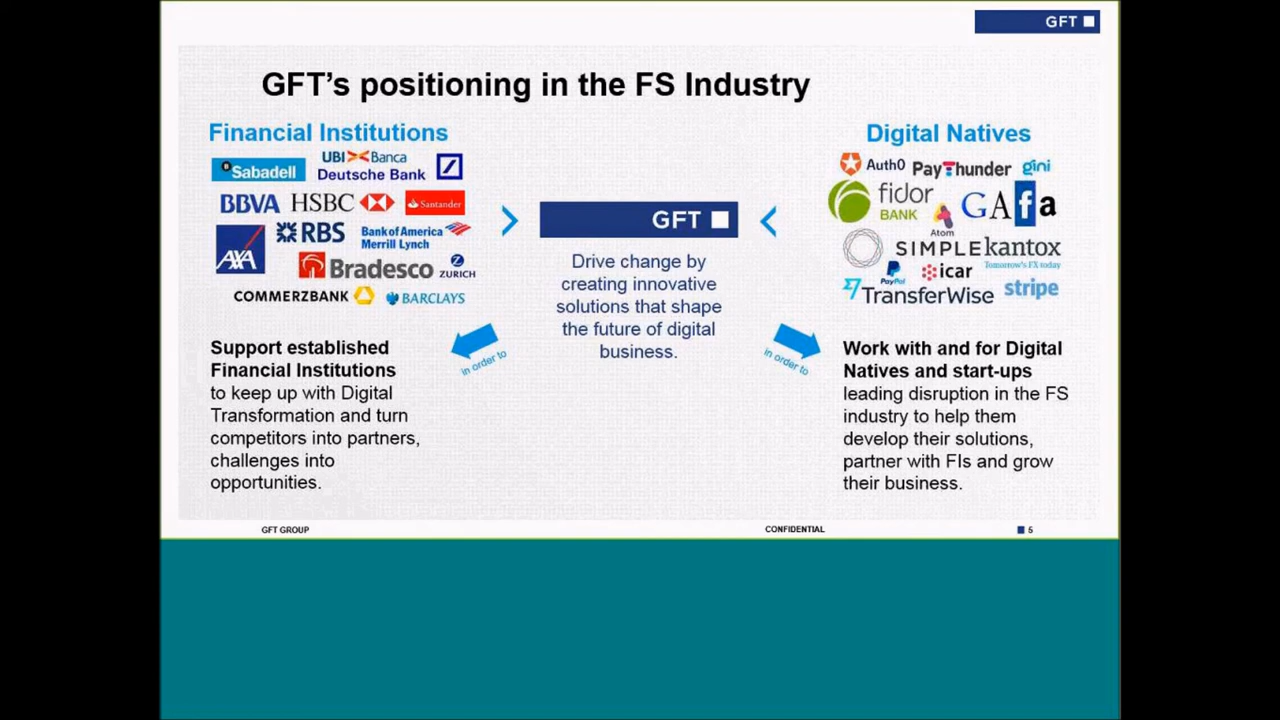 GFT
GFT's positioning in the FS Industry
Financial Institutions
Sabadell
UBI Banca
Deutsche Bank
BBVA
HSBC
Santander
AXA
RBS
Bank of America
Merrill Lynch
Bradesco
ZURICH
COMMERZBANK
BARCLAYS
Support established
Financial Institutions
to keep up with Digital
Transformation and turn
competitors into partners,
challenges into
opportunities.
GFT
Drive change by
creating innovative
solutions that shape
the future of digital
business.
in order to
in order to
Digital Natives
Auth0
PayThunder
gini
fidor
BANK
Atom
GAfa
SIMPLE
kantox
Tomorrow's FX today
PayPal
icar
TransferWise
stripe
Work with and for Digital
Natives and start-ups
leading disruption in the FS
industry to help them
develop their solutions,
partner with FIs and grow
their business.
GFT GROUP
CONFIDENTIAL
5